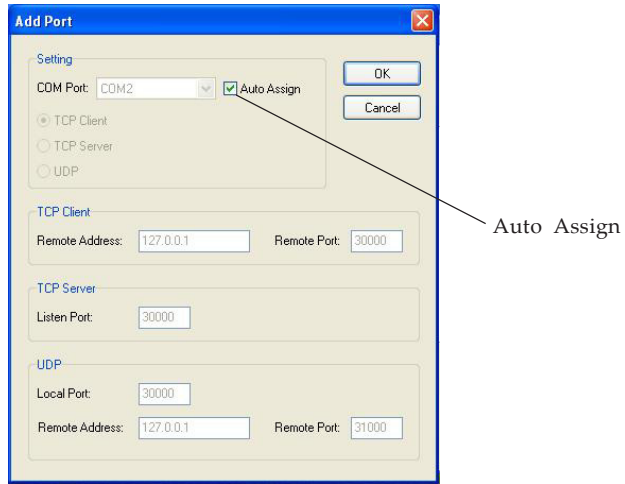 Add Port
Setting
COM Port: COM2 Auto Assign
OK
Cancel
TCP Client
TCP Server
UDP
Auto Assign
TCP Client
Remote Address: 127.0.0.1 Remote Port: 30000
TCP Server
Listen Port: 30000
UDP
Local Port: 30000
Remote Address: 127.0.0.1 Remote Port: 31000